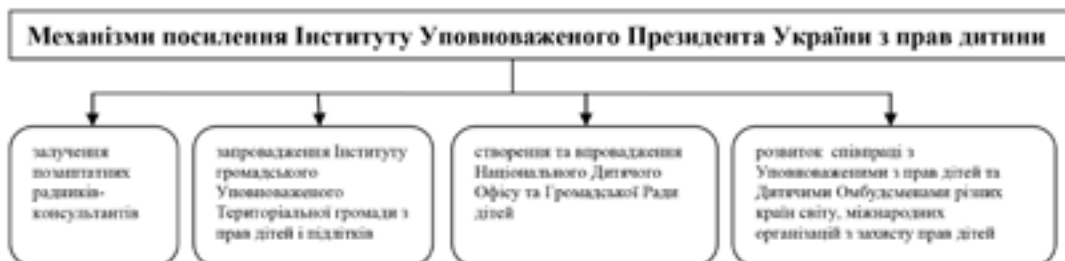 Механізми посилення Інституту Уповноваженого Президента України з прав дитини
залучення
позаштатних
радників-
консультантів
запровадження Інституту
громадського
Уповноваженого
Територіальної громади з
прав дітей і підлітків
створення та впровадження
Національного Дитячого
Офісу та Громадської Ради
дітей
розвиток співпраці з
Уповноваженими з прав дітей та
Дитячими Омбудсменами різних
країн світу, міжнародних
організацій з захисту прав дітей